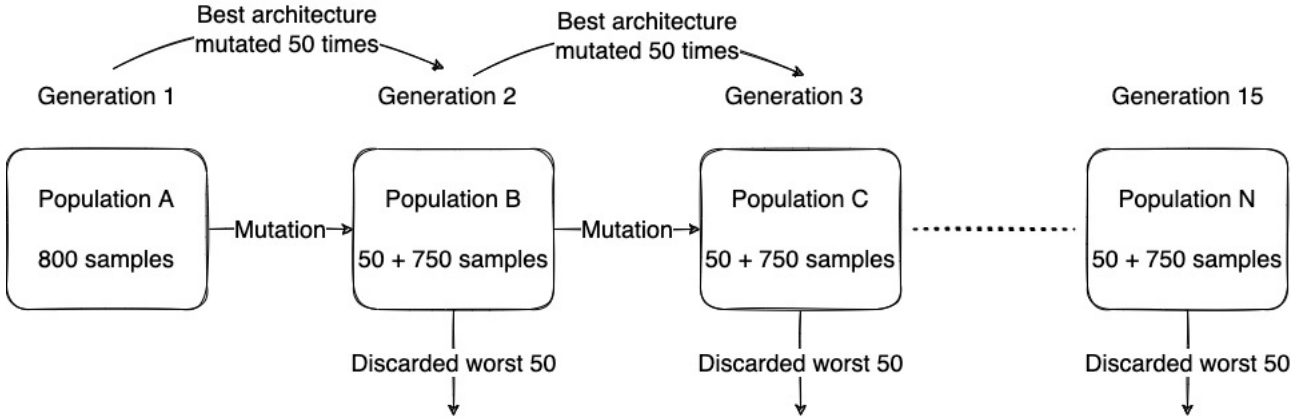 Best architecture
mutated 50 times
Best architecture
mutated 50 times
Generation 1
Generation 2
Generation 3
Generation 15
Population A
Population B
Population C
Population N
Mutation
Mutation
800 samples
50 + 750 samples
50 + 750 samples
50 + 750 samples
Discarded worst 50
Discarded worst 50
Discarded worst 50